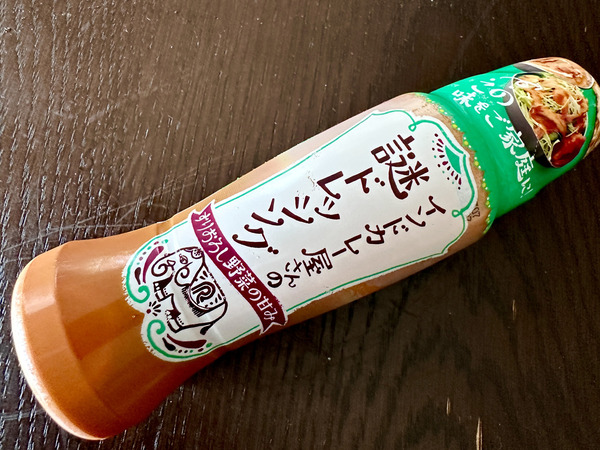 インドカレー屋さんの
謎ドレッシング
すりおろし野菜の甘み
の
味をご家庭に